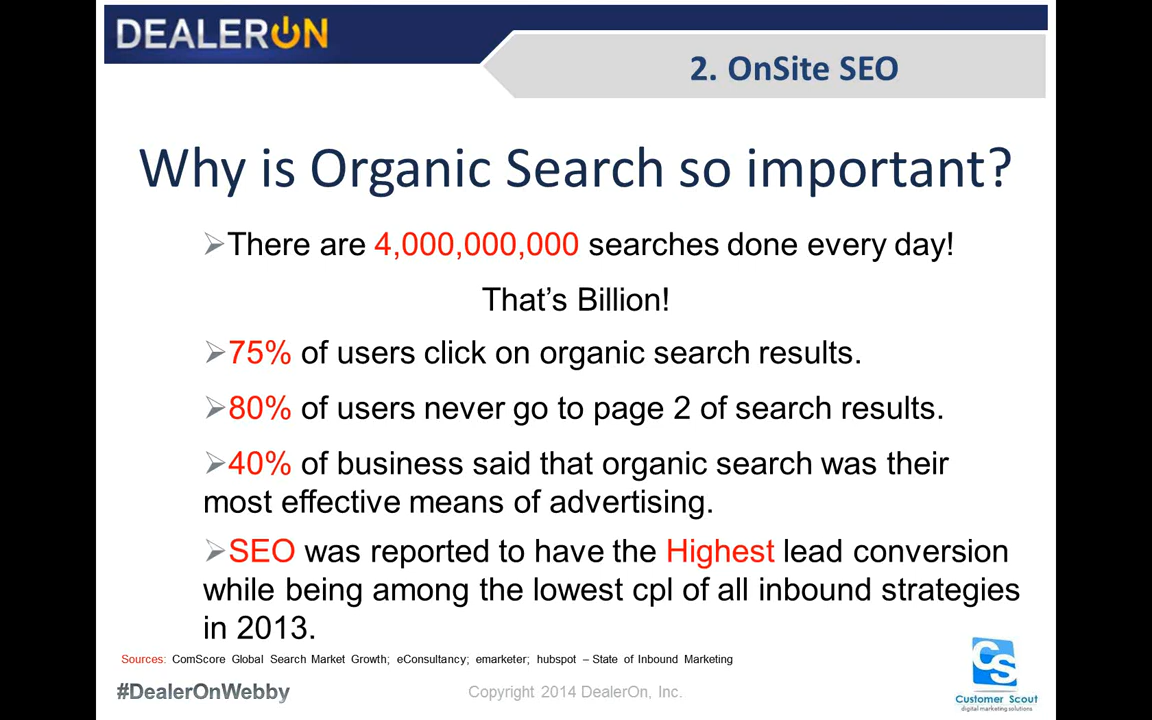 DEALERON
2. OnSite SEO
Why is Organic Search so important?
There are 4,000,000,000 searches done every day!
That's Billion!
75% of users click on organic search results.
80% of users never go to page 2 of search results.
40% of business said that organic search was their
most effective means of advertising.
SEO was reported to have the Highest lead conversion
while being among the lowest cpl of all inbound strategies
in 2013.
Sources: ComScore Global Search Market Growth; eConsultancy; emarketer; hubspot – State of Inbound Marketing
#DealerOnWebby
Copyright 2014 DealerOn, Inc.
CS
Customer Scout
digital marketing solutions